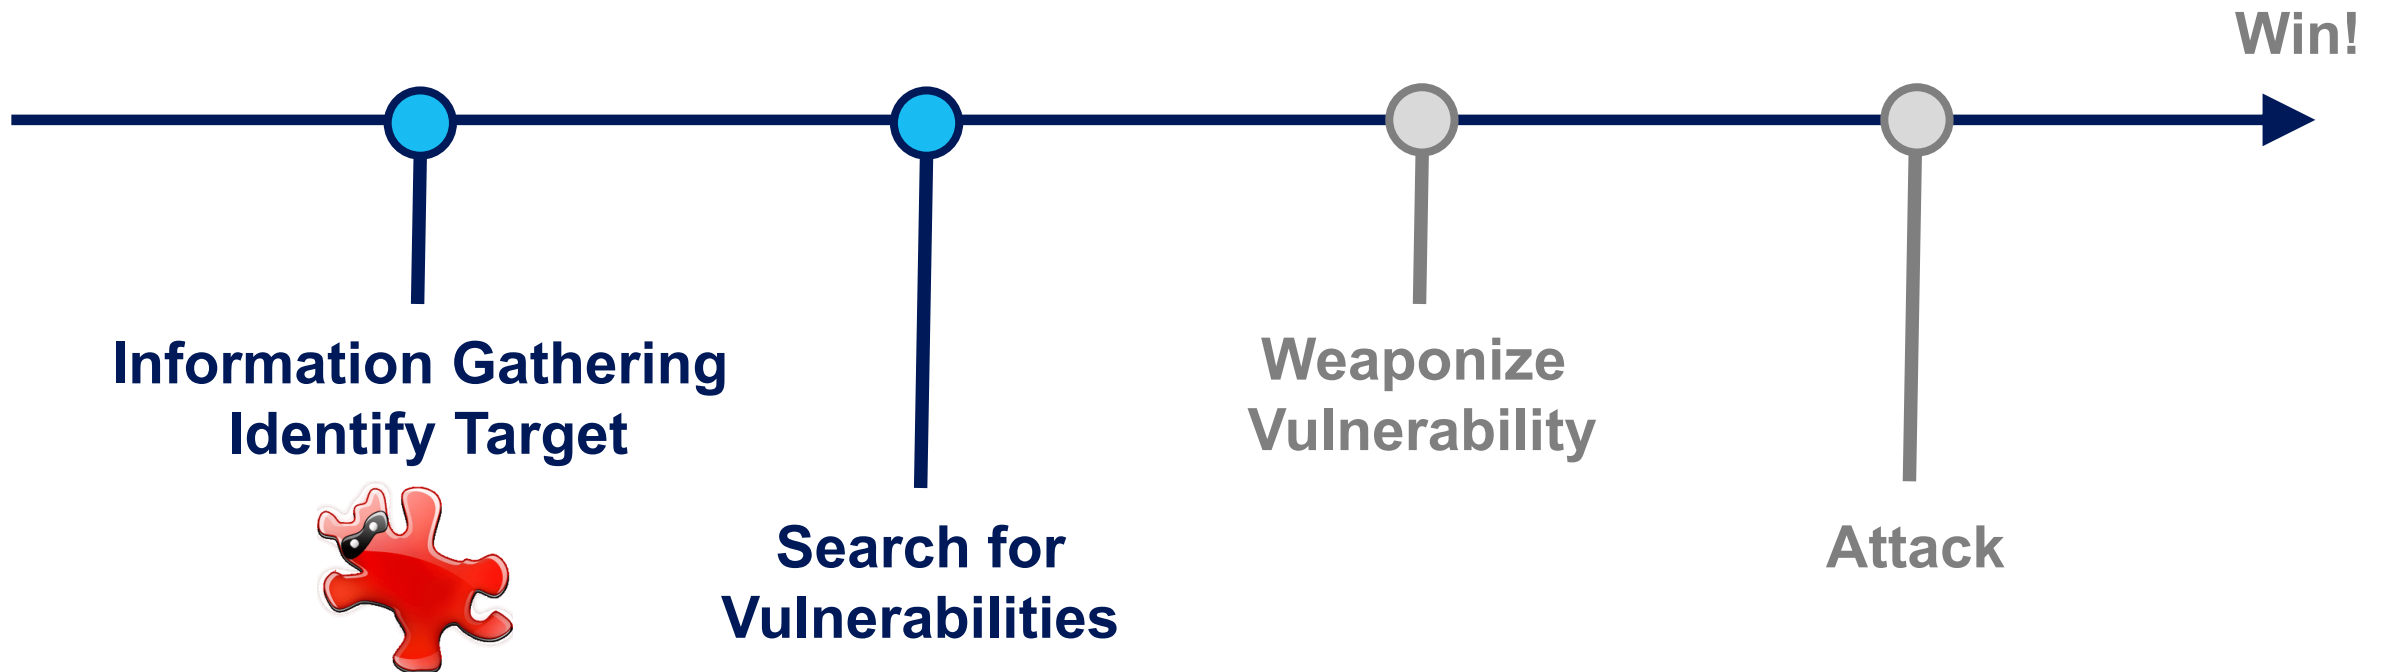 Win!
Information Gathering
Identify Target
Search for
Vulnerabilities
Weaponize
Vulnerability
Attack